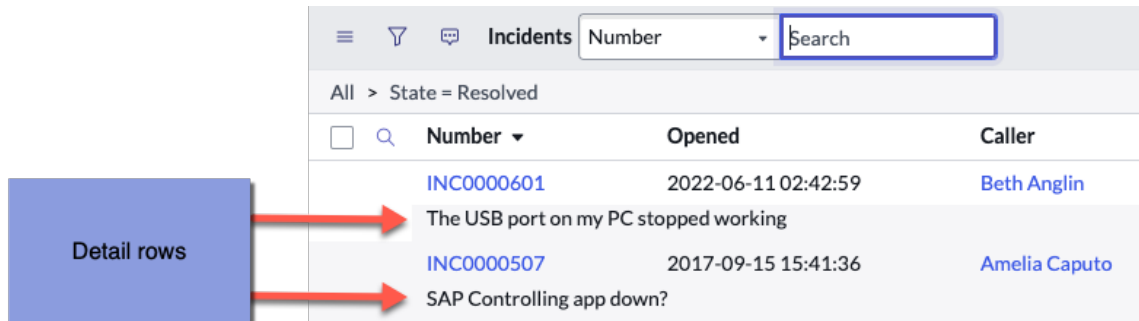 Incidents Number Search
All > State = Resolved
Number Opened Caller
INC0000601 2022-06-11 02:42:59 Beth Anglin
The USB port on my PC stopped working
Detail rows
INC0000507 2017-09-15 15:41:36 Amelia Caputo
SAP Controlling app down?